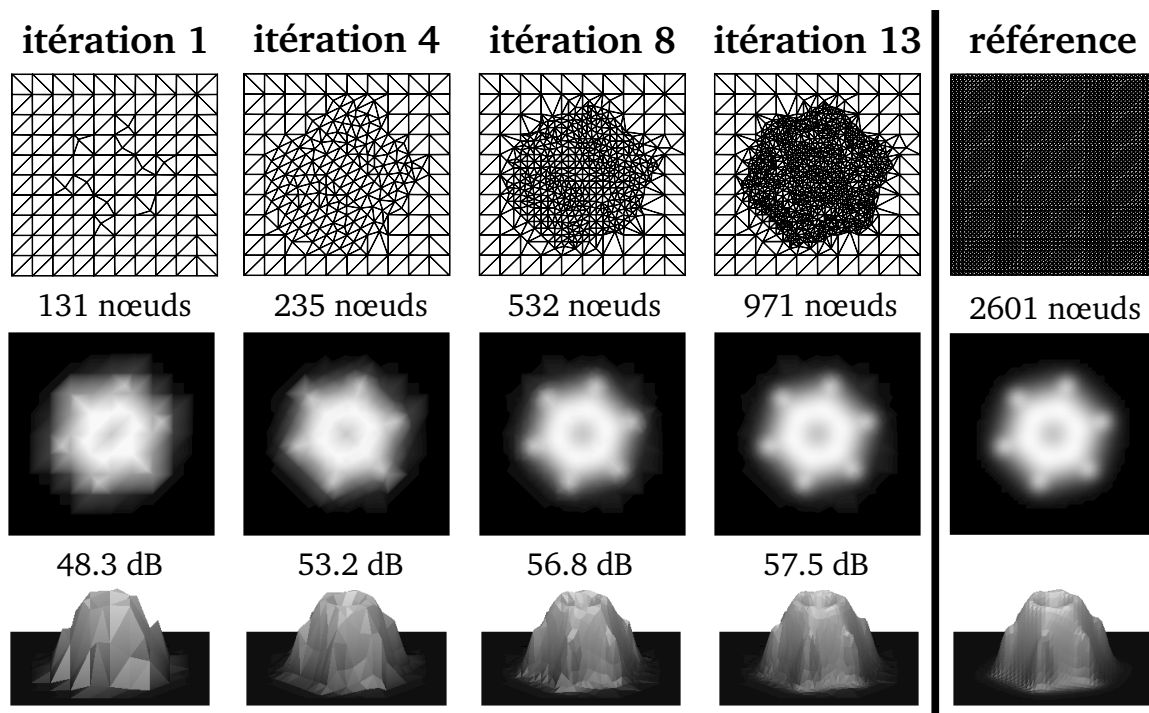 itération 1 itération 4 itération 8 itération 13 référence
131 nœuds 235 nœuds 532 nœuds 971 nœuds 2601 nœuds
48.3 dB 53.2 dB 56.8 dB 57.5 dB